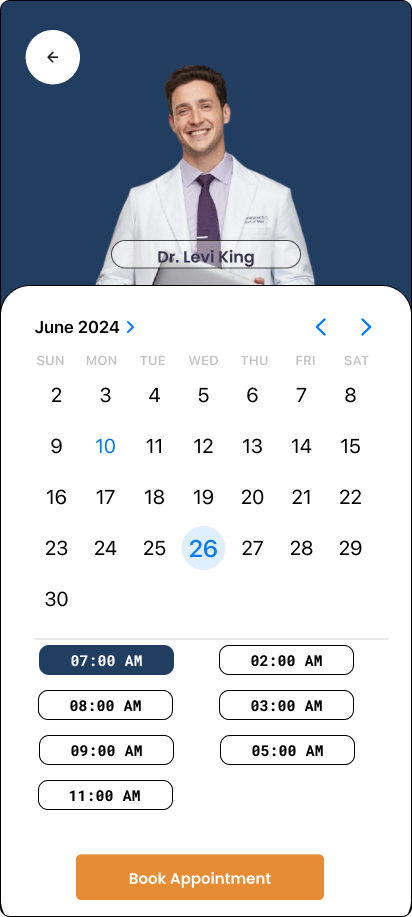 Dr. Levi King
June 2024
SUN MON TUE WED THU FRI SAT
2 3 4 5 6 7 8
9 10 11 12 13 14 15
16 17 18 19 20 21 22
23 24 25 26 27 28 29
30
07:00 AM 02:00 AM
08:00 AM 03:00 AM
09:00 AM 05:00 AM
11:00 AM
Book Appointment